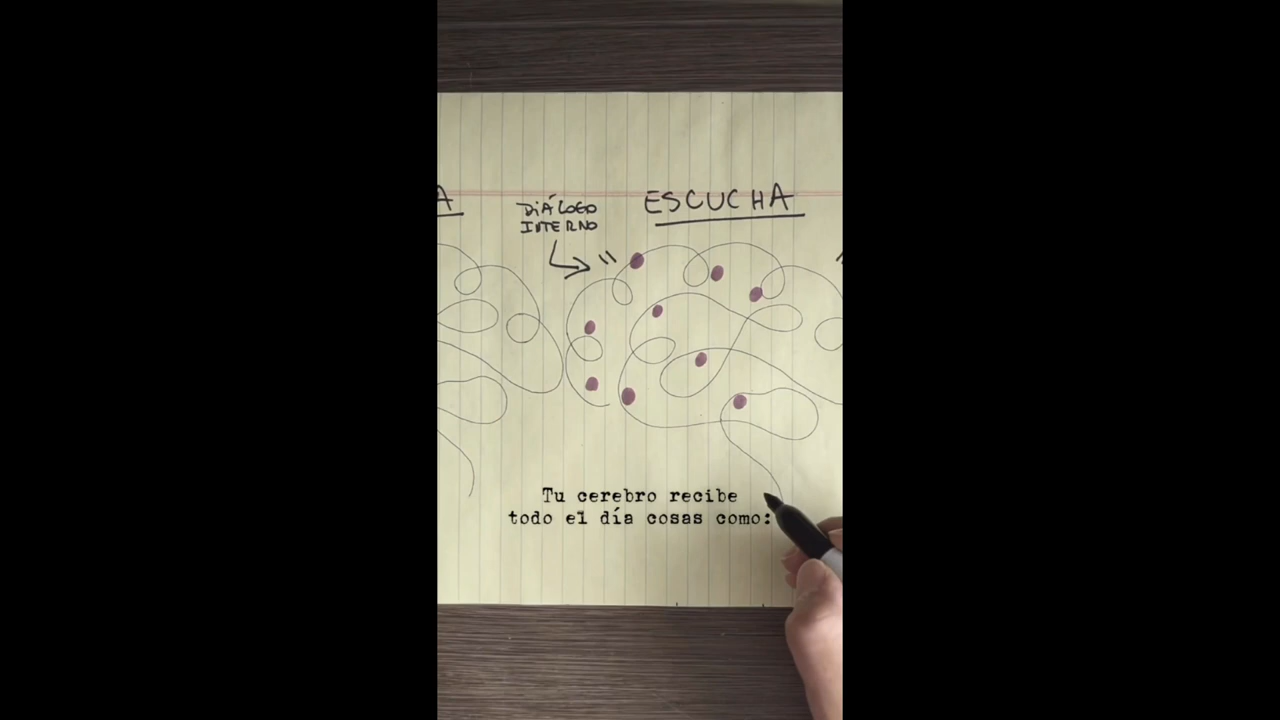 A
DIÁLOGO
INTERNO
ESCUCHA
"
"
Tu cerebro recibe
todo el día cosas como: